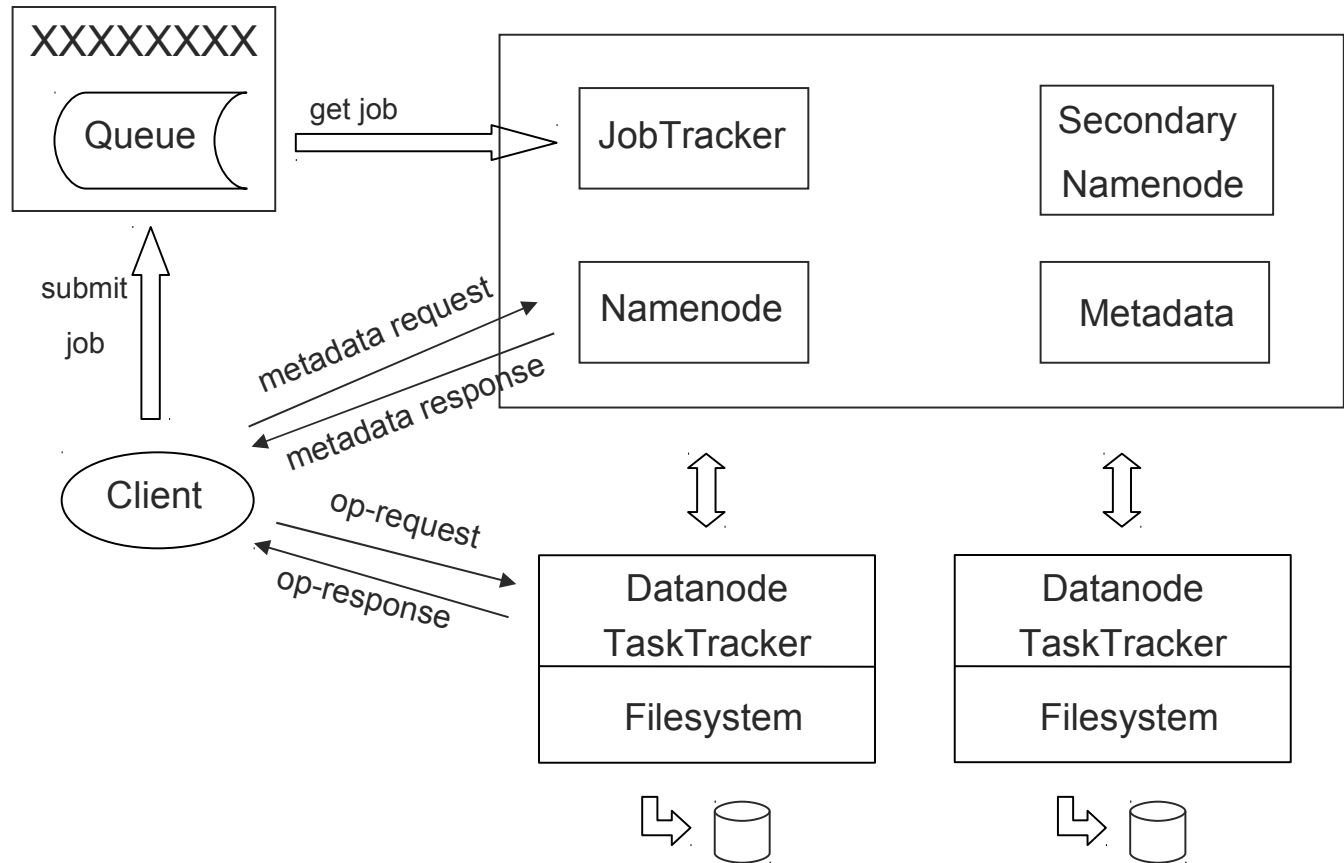 XXXXXXXX
Queue
get job
JobTracker
Secondary
Namenode
submit
job
metadata request
metadata response
Namenode
Metadata
Client
op-request
op-response
Datanode
TaskTracker
Filesystem
Datanode
TaskTracker
Filesystem